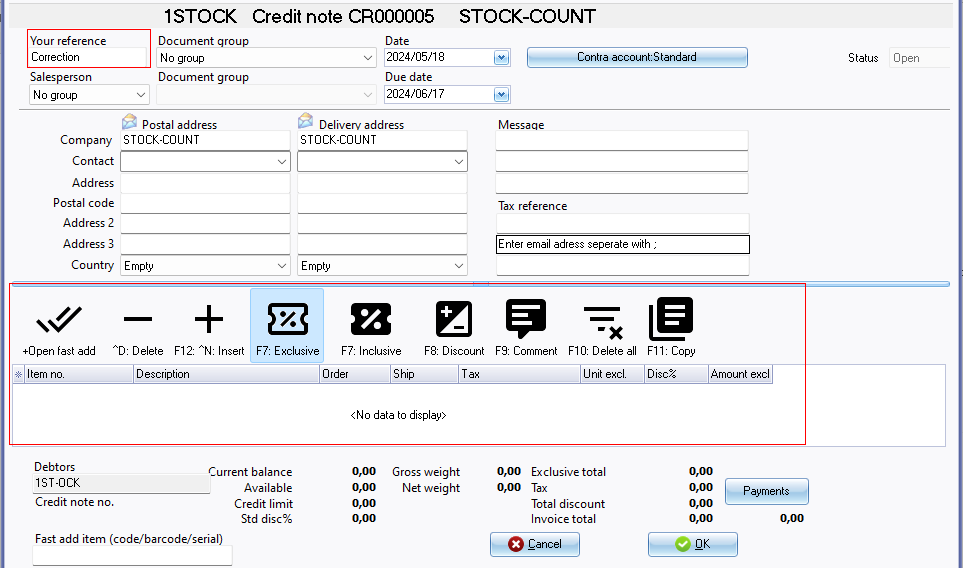 1STOCK Credit note CR000005 STOCK-COUNT
Your reference Document group Date
Correction No group 2024/05/18 Contra account:Standard Status Open
Salesperson Document group Due date
No group No group 2024/06/17
Postal address Delivery address Message
Company STOCK-COUNT STOCK-COUNT
Contact
Address
Postal code Tax reference
Address 2
Address 3 Enter email adress seperate with ;
Country Empty Empty
+Open fast add ^D: Delete F12: ^N: Insert F7: Exclusive F7: Inclusive F8: Discount F9: Comment F10: Delete all F11: Copy
Item no. Description Order Ship Tax Unit excl. Disc% Amount excl
<No data to display>
Debtors Current balance 0,00 Gross weight 0,00 Exclusive total 0,00
1ST-OCK Available 0,00 Net weight 0,00 Tax 0,00 Payments
Credit note no. Credit limit 0,00 Total discount 0,00
Std disc% 0,00 Invoice total 0,00 0,00
Fast add item (code/barcode/serial) Cancel OK